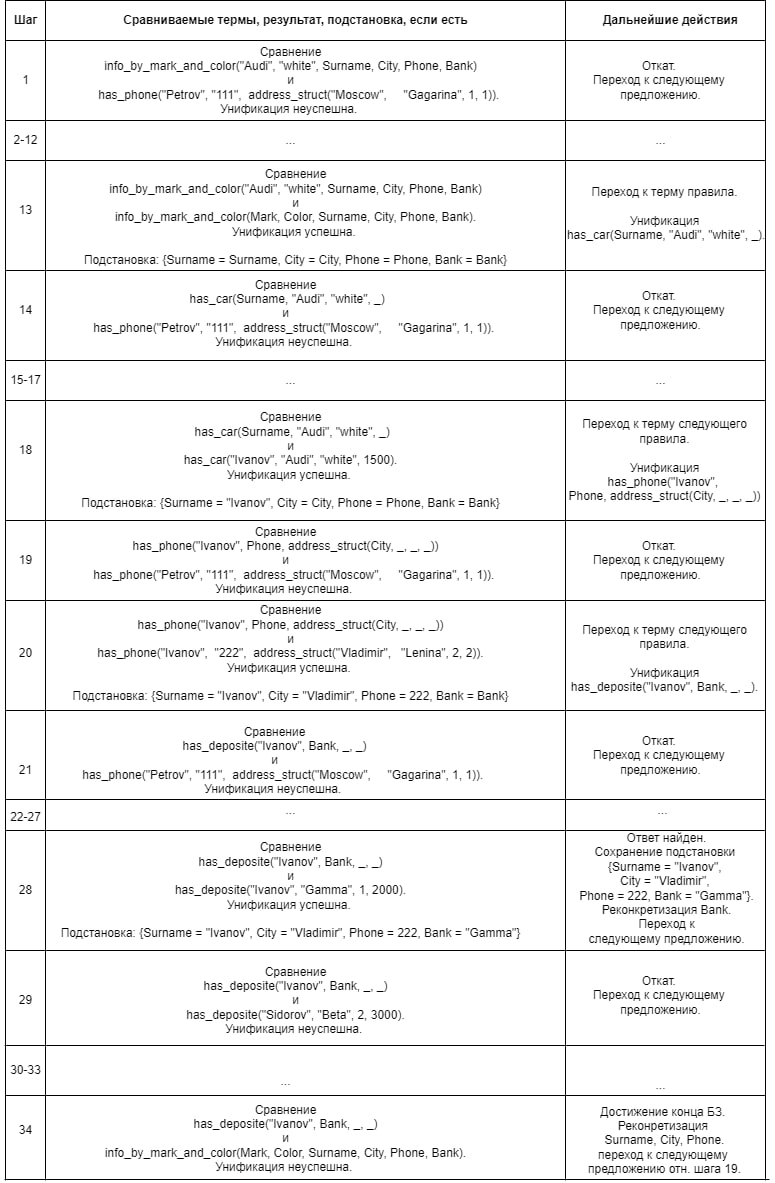 Шаг
Сравниваемые термы, результат, подстановка, если есть
Дальнейшие действия
1
Сравнение
info_by_mark_and_color("Audi", "white", Surname, City, Phone, Bank)
и
has_phone("Petrov", "111", address_struct("Moscow", "Gagarina", 1, 1)).
Унификация неуспешна.
Откат.
Переход к следующему
предложению.
2-12
...
...
13
Сравнение
info_by_mark_and_color("Audi", "white", Surname, City, Phone, Bank)
и
info_by_mark_and_color(Mark, Color, Surname, City, Phone, Bank).
Унификация успешна.
Подстановка: {Surname = Surname, City = City, Phone = Phone, Bank = Bank}
Переход к терму правила.
Унификация
has_car(Surname, "Audi", "white", _).
14
Сравнение
has_car(Surname, "Audi", "white", _)
и
has_phone("Petrov", "111", address_struct("Moscow", "Gagarina", 1, 1)).
Унификация неуспешна.
Откат.
Переход к следующему
предложению.
15-17
...
...
18
Сравнение
has_car(Surname, "Audi", "white", _)
и
has_car("Ivanov", "Audi", "white", 1500).
Унификация успешна.
Подстановка: {Surname = "Ivanov", City = City, Phone = Phone, Bank = Bank}
Переход к терму следующего
правила.
Унификация
has_phone("Ivanov",
Phone, address_struct(City, _, _, _))
19
Сравнение
has_phone("Ivanov", Phone, address_struct(City, _, _, _))
и
has_phone("Petrov", "111", address_struct("Moscow", "Gagarina", 1, 1)).
Унификация неуспешна.
Откат.
Переход к следующему
предложению.
20
Сравнение
has_phone("Ivanov", Phone, address_struct(City, _, _, _))
и
has_phone("Ivanov", "222", address_struct("Vladimir", "Lenina", 2, 2)).
Унификация успешна.
Подстановка: {Surname = "Ivanov", City = "Vladimir", Phone = 222, Bank = Bank}
Переход к терму следующего
правила.
Унификация
has_deposite("Ivanov", Bank, _, _).
21
Сравнение
has_deposite("Ivanov", Bank, _, _)
и
has_phone("Petrov", "111", address_struct("Moscow", "Gagarina", 1, 1)).
Унификация неуспешна.
Откат.
Переход к следующему
предложению.
22-27
...
...
28
Сравнение
has_deposite("Ivanov", Bank, _, _)
и
has_deposite("Ivanov", "Gamma", 1, 2000).
Унификация успешна.
Подстановка: {Surname = "Ivanov", City = "Vladimir", Phone = 222, Bank = "Gamma"}
Ответ найден.
Сохранение подстановки
{Surname = "Ivanov",
City = "Vladimir",
Phone = 222, Bank = "Gamma"}.
Реконкретизация Bank.
Переход к
следующему предложению.
29
Сравнение
has_deposite("Ivanov", Bank, _, _)
и
has_deposite("Sidorov", "Beta", 2, 3000).
Унификация неуспешна.
Откат.
Переход к следующему
предложению.
30-33
...
...
34
Сравнение
has_deposite("Ivanov", Bank, _, _)
и
info_by_mark_and_color(Mark, Color, Surname, City, Phone, Bank).
Унификация неуспешна.
Достижение конца БЗ.
Реконретизация
Surname, City, Phone.
переход к следующему
предложению отн. шага 19.